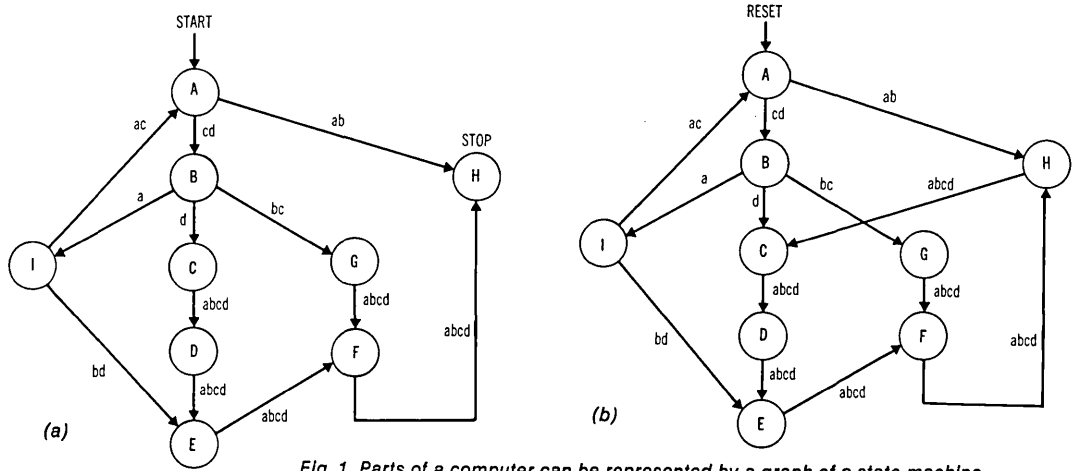 START
A
ab
ac
cd
STOP
B
H
a
d
bc
I
C
G
abcd
abcd
D
F
abcd
bd
abcd
abcd
E
(a)
RESET
A
ab
ac
cd
B
H
a
d
bc
abcd
I
C
G
abcd
abcd
D
F
abcd
bd
abcd
abcd
E
(b)
Fig. 1. Parts of a computer can be represented by a graph of a state machine